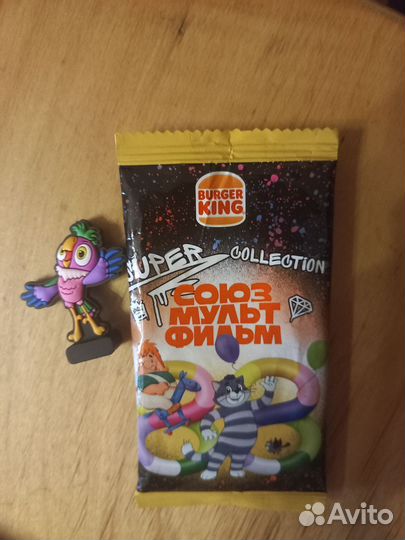 BURGER
KING
SUPER
COLLECTION
СОЮЗ
МУЛЬТ
ФИЛЬМ
Avito